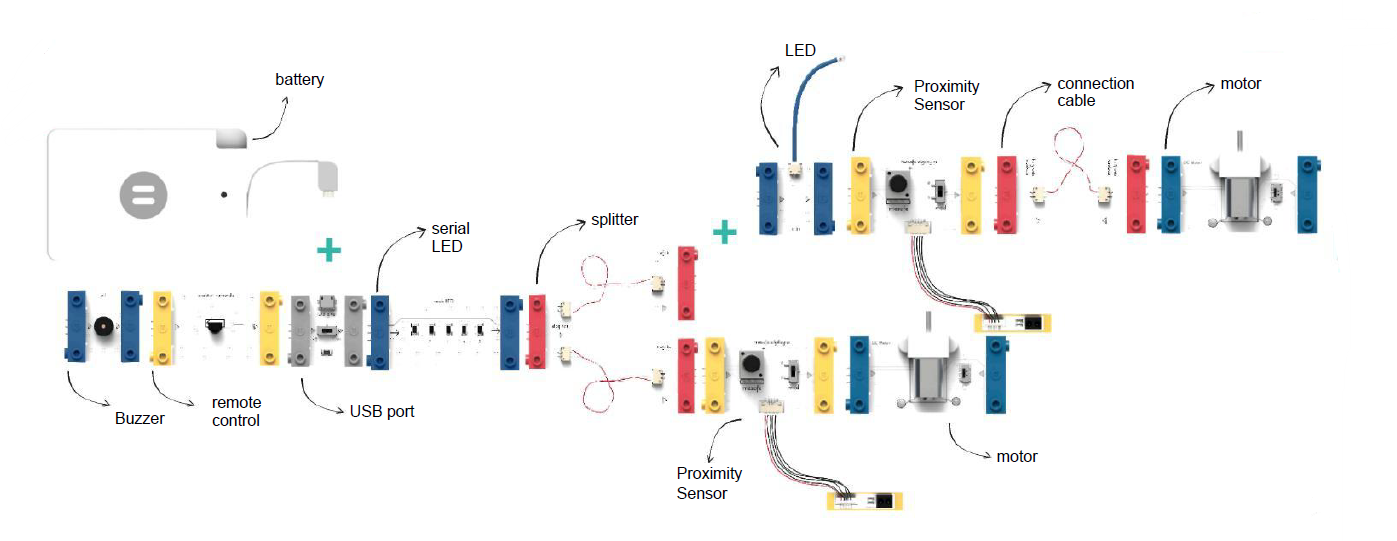 LED
battery
Proximity
Sensor
connection
cable
motor
serial
LED
splitter
Buzzer
remote
control
USB port
Proximity
Sensor
motor